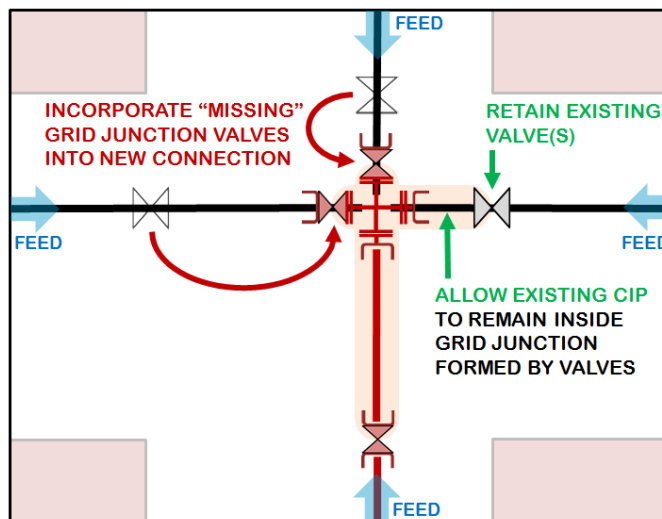 FEED
INCORPORATE “MISSING”
GRID JUNCTION VALVES
INTO NEW CONNECTION
RETAIN EXISTING
VALVE(S)
FEED
FEED
ALLOW EXISTING CIP
TO REMAIN INSIDE
GRID JUNCTION
FORMED BY VALVES
FEED